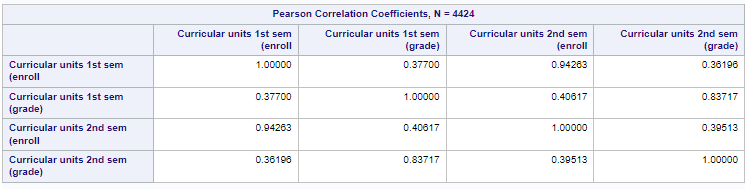 Pearson Correlation Coefficients, N = 4424
Curricular units 1st sem (enroll Curricular units 1st sem (grade) Curricular units 2nd sem (enroll Curricular units 2nd sem (grade)
Curricular units 1st sem (enroll 1.00000 0.37700 0.94263 0.36196
Curricular units 1st sem (grade) 0.37700 1.00000 0.40617 0.83717
Curricular units 2nd sem (enroll 0.94263 0.40617 1.00000 0.39513
Curricular units 2nd sem (grade) 0.36196 0.83717 0.39513 1.00000